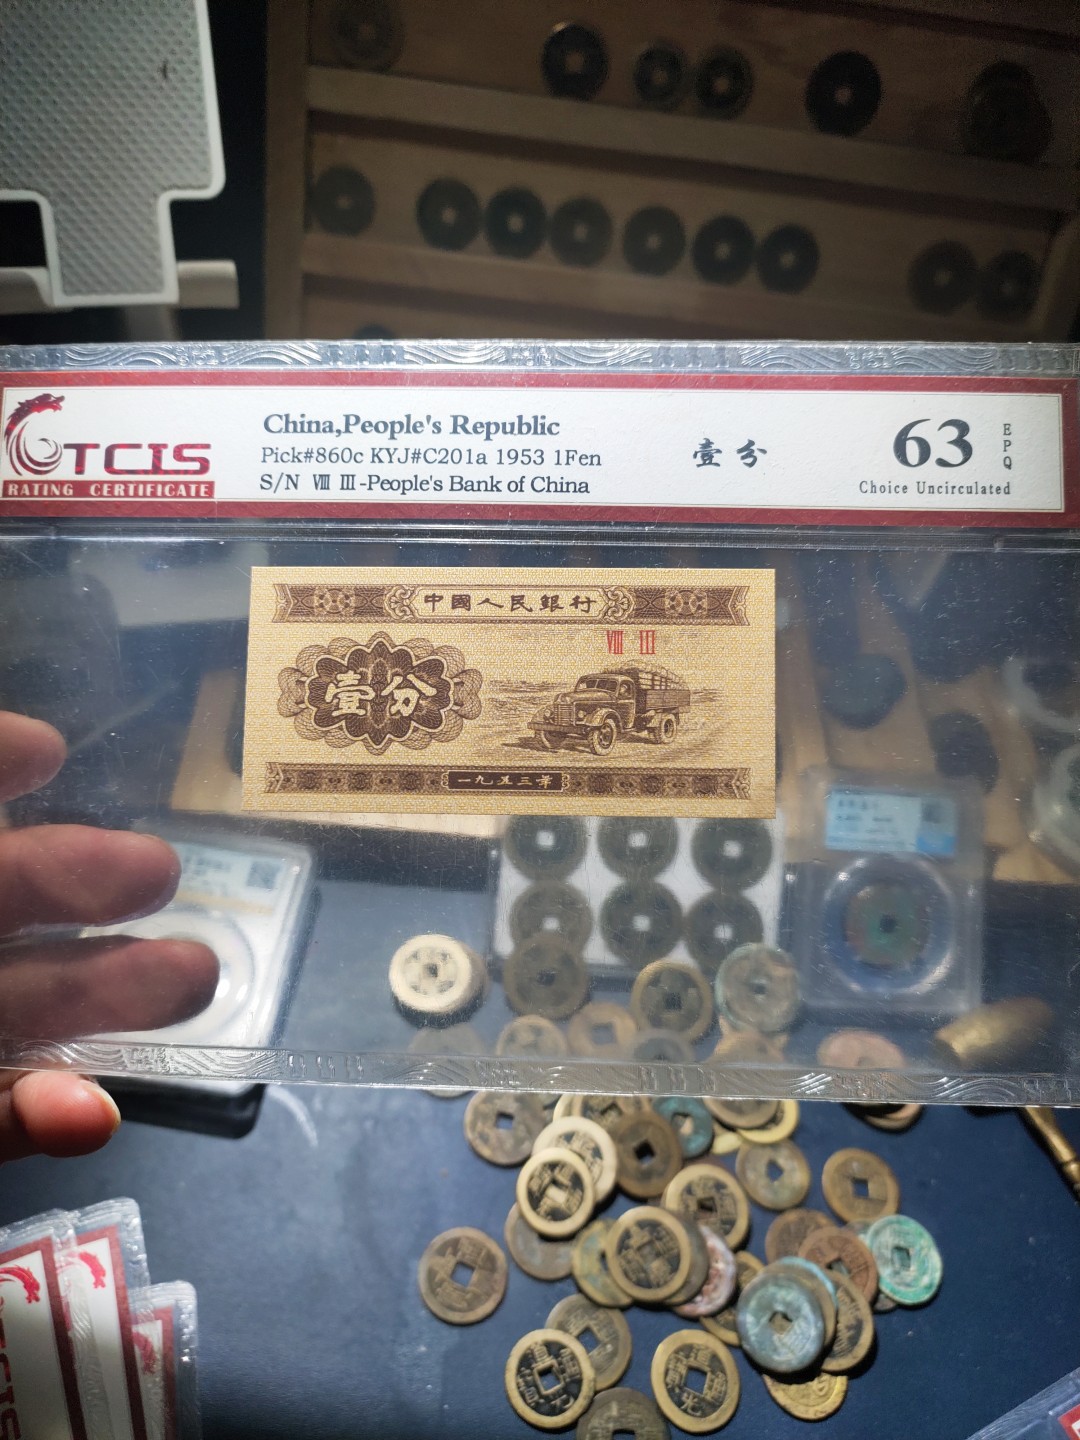 TCIS
RATING CERTIFICATE
China,People's Republic
Pick#860c KYJ#C201a 1953 1Fen
S/N Ⅷ Ⅲ-People's Bank of China
壹分
63
EPQ
Choice Uncirculated
中國人民銀行
Ⅷ Ⅲ
壹分
一九五三年